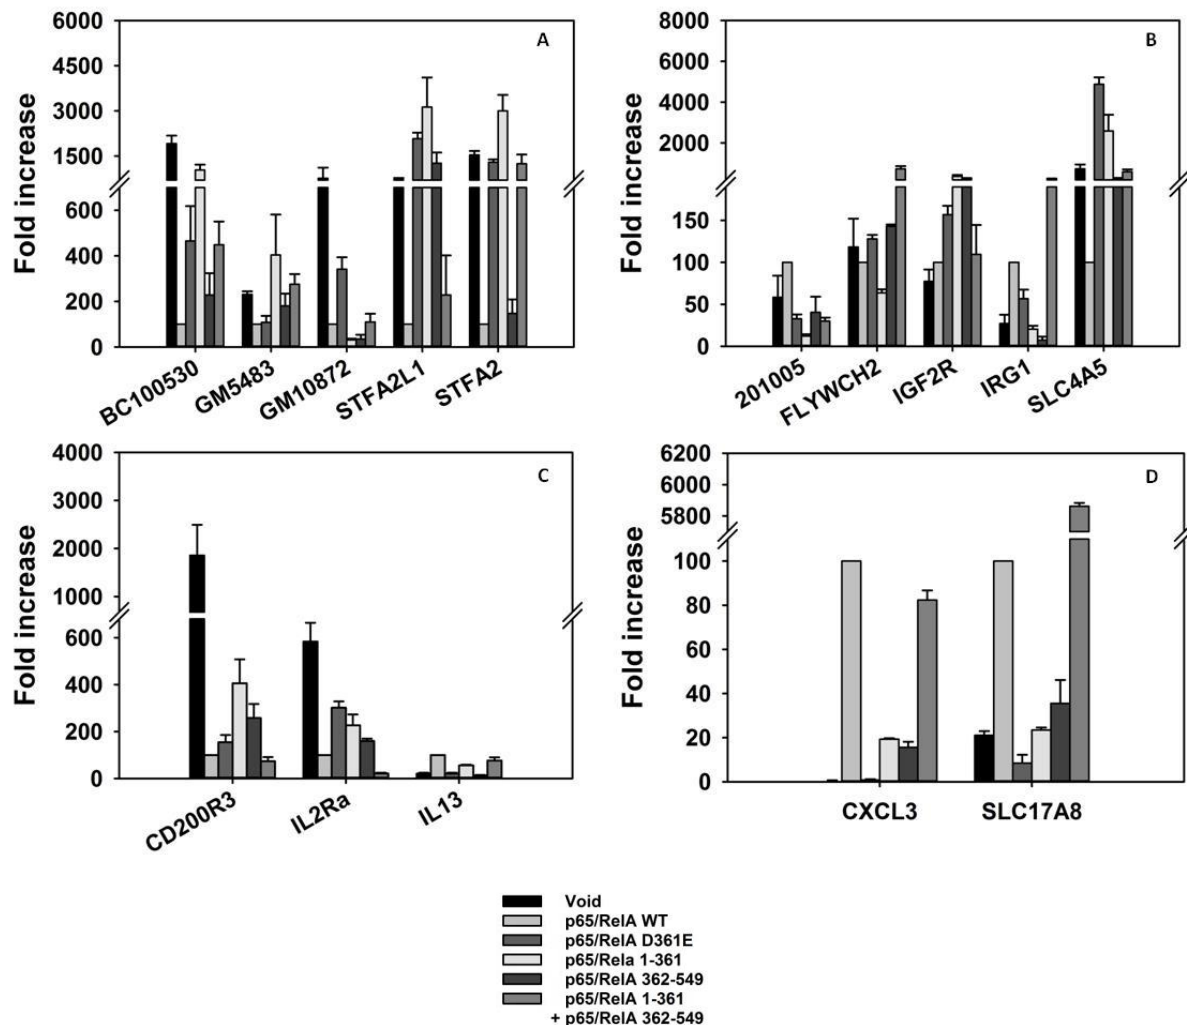 A
Fold increase
6000
4500
3000
1500
600
400
200
0
BC100530
GM5483
GM10872
STFA2L1
STFA2
B
Fold increase
8000
6000
4000
2000
150
100
50
0
201005
FLYWCH2
IGF2R
IRG1
SLC4A5
C
Fold increase
4000
3000
2000
1000
600
400
200
0
CD200R3
IL2Ra
IL13
D
Fold increase
6200
6000
5800
100
80
60
40
20
0
CXCL3
SLC17A8
Void
p65/RelA WT
p65/RelA D361E
p65/Rela 1-361
p65/RelA 362-549
p65/RelA 1-361
+ p65/RelA 362-549